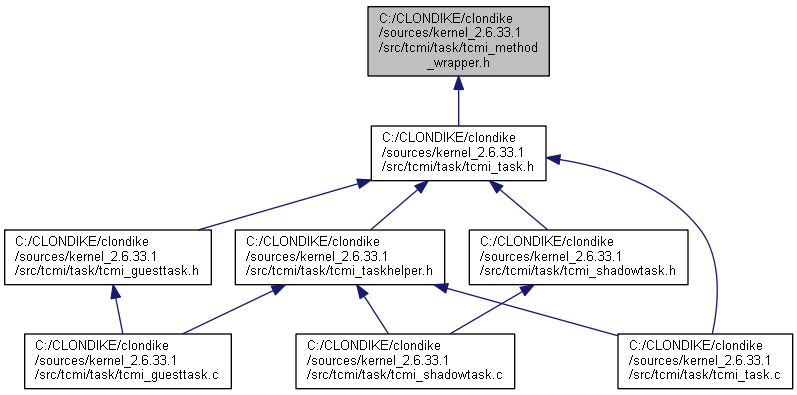 C:/CLONDIKE/clondike
/sources/kernel_2.6.33.1
/src/tcmi/task/tcmi_method
_wrapper.h
C:/CLONDIKE/clondike
/sources/kernel_2.6.33.1
/src/tcmi/task/tcmi_task.h
C:/CLONDIKE/clondike
/sources/kernel_2.6.33.1
/src/tcmi/task/tcmi_guesttask.h
C:/CLONDIKE/clondike
/sources/kernel_2.6.33.1
/src/tcmi/task/tcmi_taskhelper.h
C:/CLONDIKE/clondike
/sources/kernel_2.6.33.1
/src/tcmi/task/tcmi_shadowtask.h
C:/CLONDIKE/clondike
/sources/kernel_2.6.33.1
/src/tcmi/task/tcmi_guesttask.c
C:/CLONDIKE/clondike
/sources/kernel_2.6.33.1
/src/tcmi/task/tcmi_shadowtask.c
C:/CLONDIKE/clondike
/sources/kernel_2.6.33.1
/src/tcmi/task/tcmi_task.c